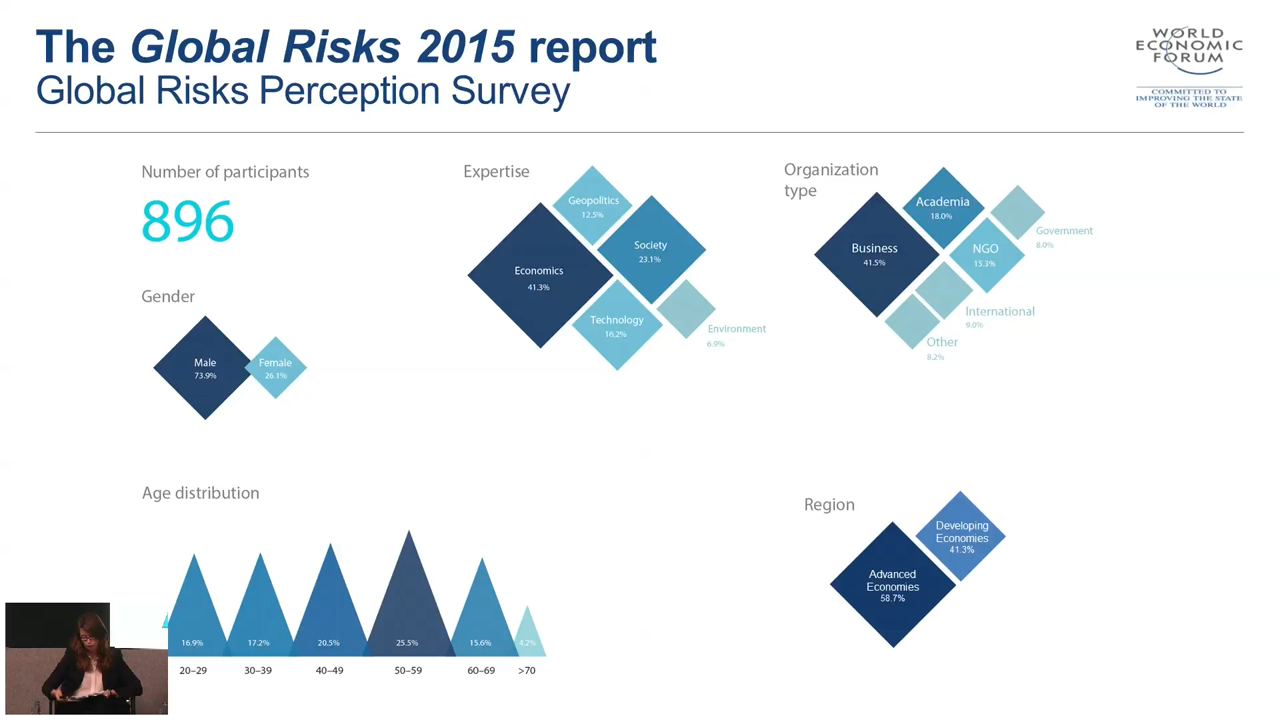 The Global Risks 2015 report
Global Risks Perception Survey
WORLD
ECONOMIC
FORUM
COMMITTED TO
IMPROVING THE STATE
OF THE WORLD
Number of participants
896
Gender
Male
73.9%
Female
26.1%
Expertise
Geopolitics
12.5%
Society
23.1%
Economics
41.3%
Technology
16.2%
Environment
6.9%
Organization
type
Academia
18.0%
Government
8.0%
Business
41.5%
NGO
15.3%
International
9.0%
Other
8.2%
Age distribution
16.9%
17.2%
20.5%
25.5%
15.6%
4.2%
20–29
30–39
40–49
50–59
60–69
>70
Region
Developing
Economies
41.3%
Advanced
Economies
58.7%